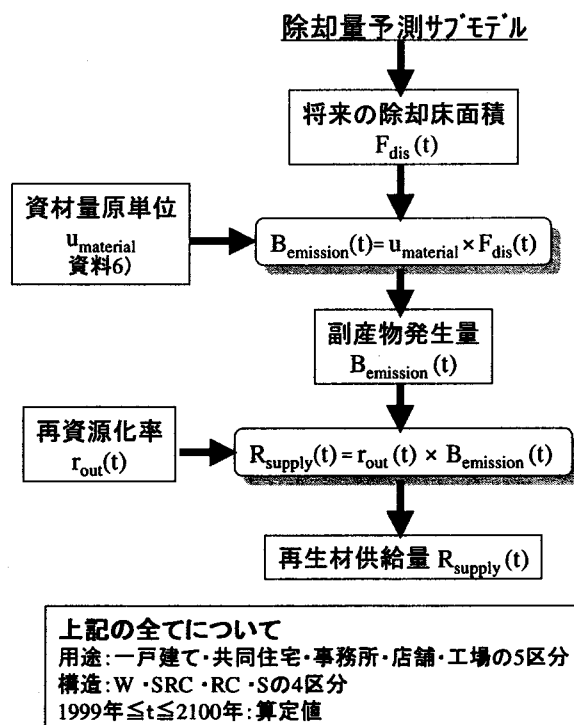 除却量予測サブモデル
将来の除却床面積
F_dis (t)
資材量原単位
u_material
資料6)
B_emission(t)=u_material×F_dis(t)
副産物発生量
B_emission (t)
再資源化率
r_out(t)
R_supply(t)=r_out (t) × B_emission (t)
再生材供給量 R_supply (t)
上記の全てについて
用途:一戸建て・共同住宅・事務所・店舗・工場の5区分
構造:W・SRC・RC・Sの4区分
1999年≦t≦2100年:算定値